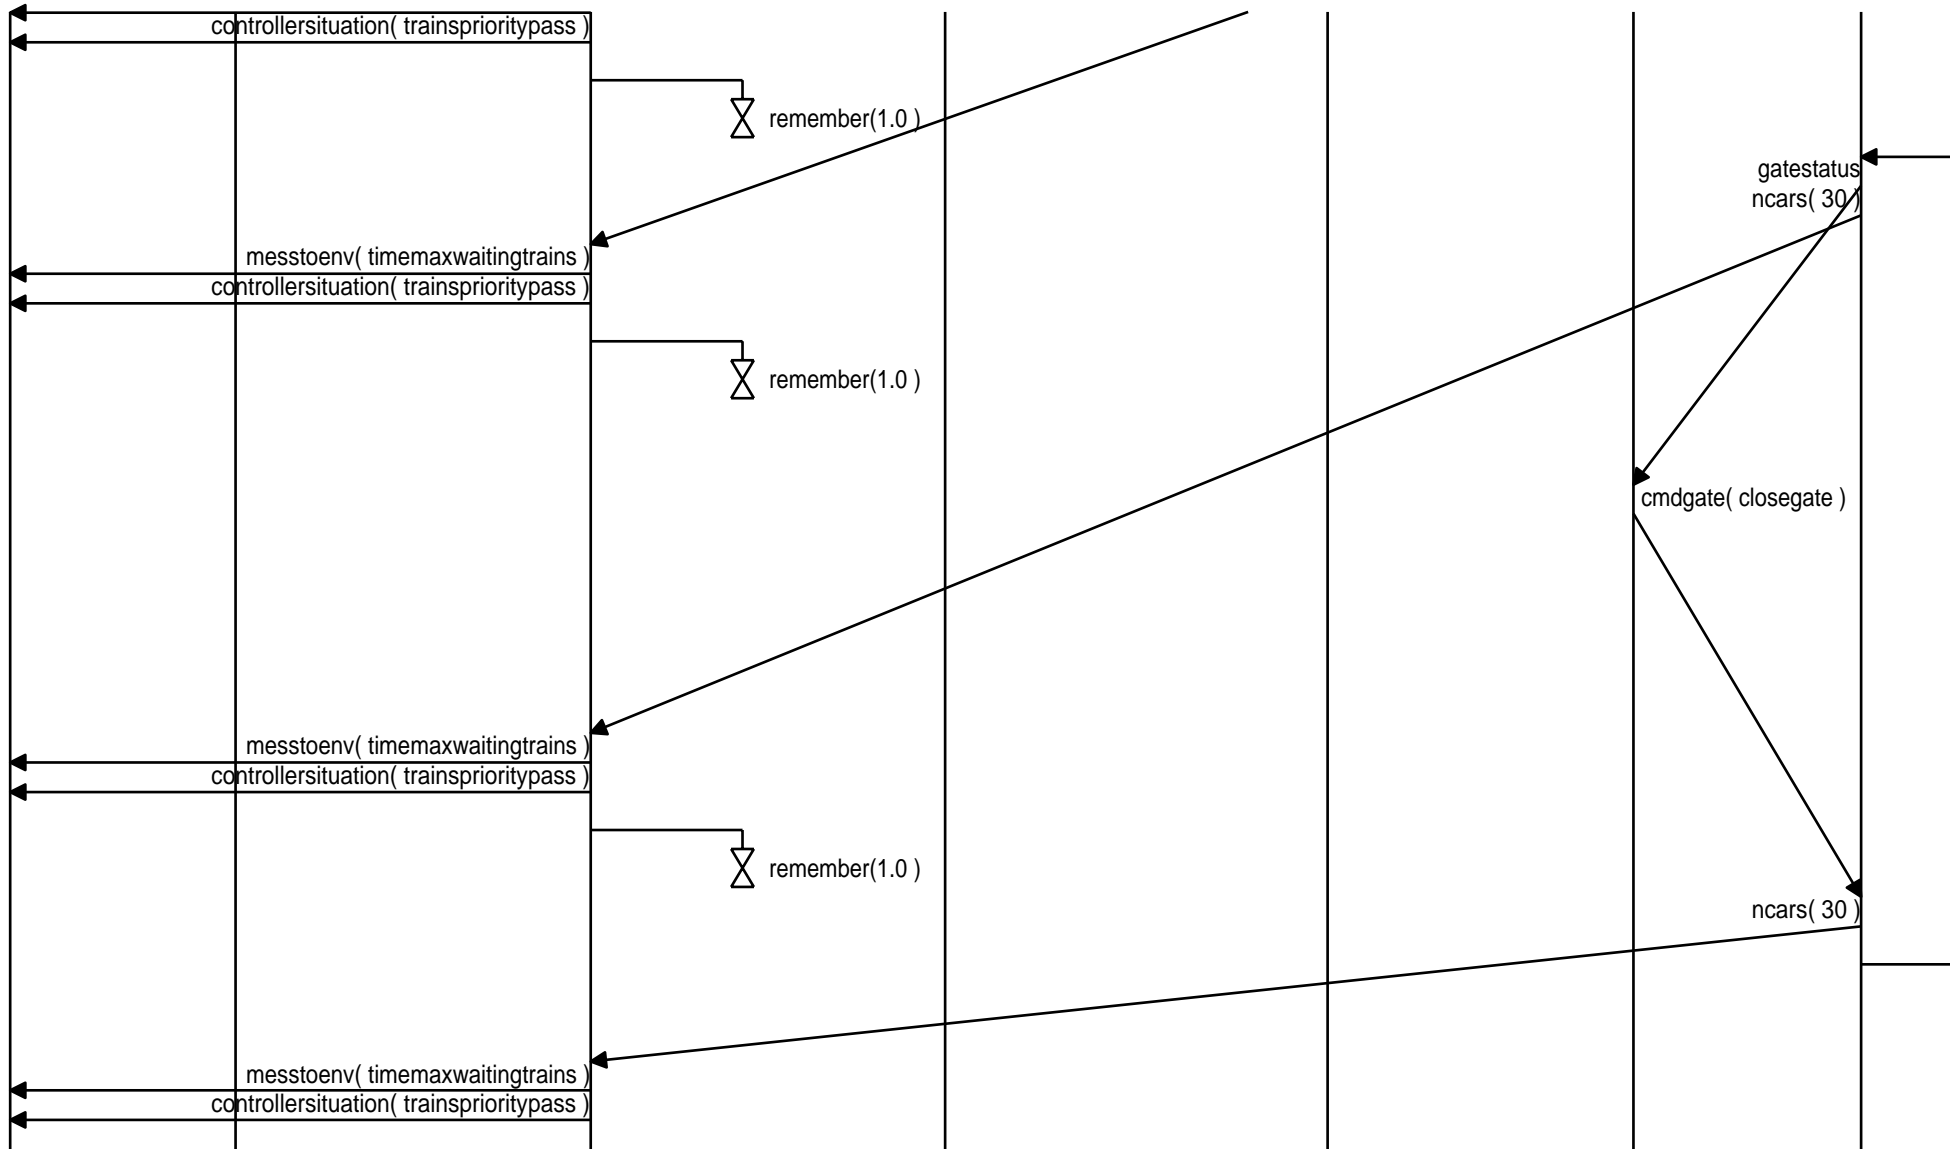 controllersituation( trainsprioritypass )
remember(1.0 )
gatestatus
ncars( 30 )
messtoenv( timemaxwaitingtrains )
controllersituation( trainsprioritypass )
remember(1.0 )
cmdgate( closegate )
messtoenv( timemaxwaitingtrains )
controllersituation( trainsprioritypass )
remember(1.0 )
ncars( 30 )
messtoenv( timemaxwaitingtrains )
controllersituation( trainsprioritypass )